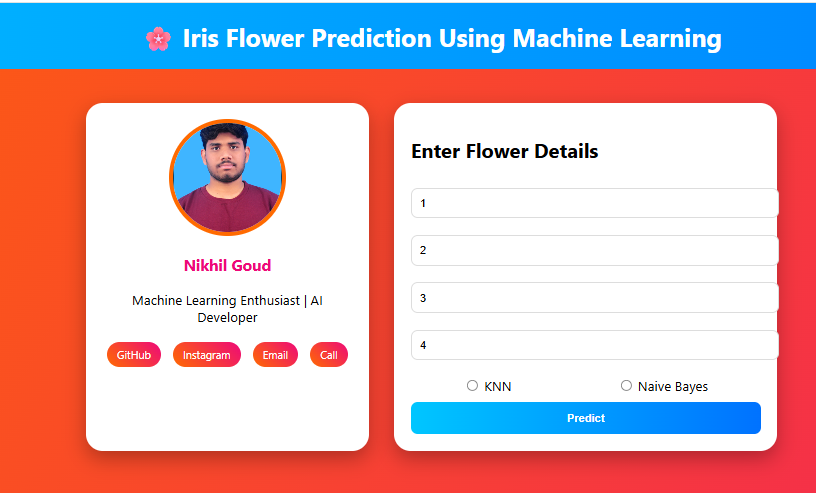 Iris Flower Prediction Using Machine Learning
Nikhil Goud
Machine Learning Enthusiast | AI
Developer
GitHub Instagram Email Call
Enter Flower Details
1
2
3
4
KNN Naive Bayes
Predict